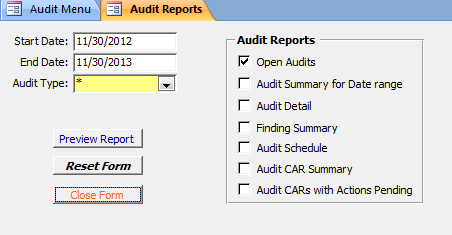 Audit Menu
Audit Reports
Start Date: 11/30/2012
End Date: 11/30/2013
Audit Type: *
Preview Report
Reset Form
Close Form
Audit Reports
Open Audits
Audit Summary for Date range
Audit Detail
Finding Summary
Audit Schedule
Audit CAR Summary
Audit CARs with Actions Pending